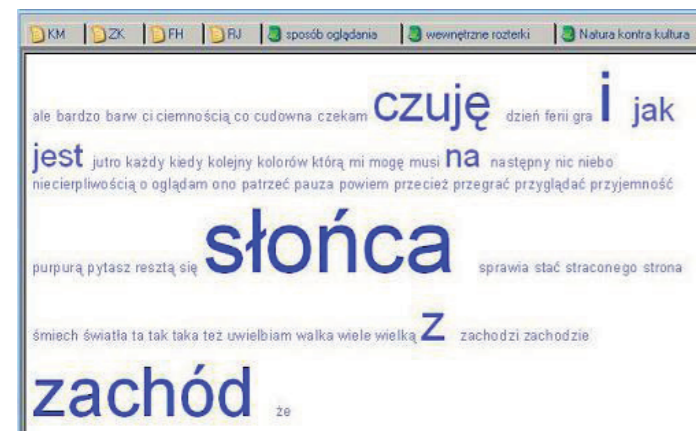 KM ZK FH RJ sposób oglądania wewnętrzne rozterki Natura kontra kultura
ale bardzo barw ci ciemnością co cudowna czekam czuję dzień ferii gra i jak
jest jutro każdy kiedy kolejny kolorów którą mi mogę musi na następny nic niebo
niecierpliwością o oglądam ono patrzeć pauza powiem przecież przegrać przyglądać przyjemność
purpurą pytasz resztą się słońca sprawia stać straconego strona
śmiech światła ta tak taka też uwielbiam walka wiele wielką z zachodzi zachodzie
zachód że